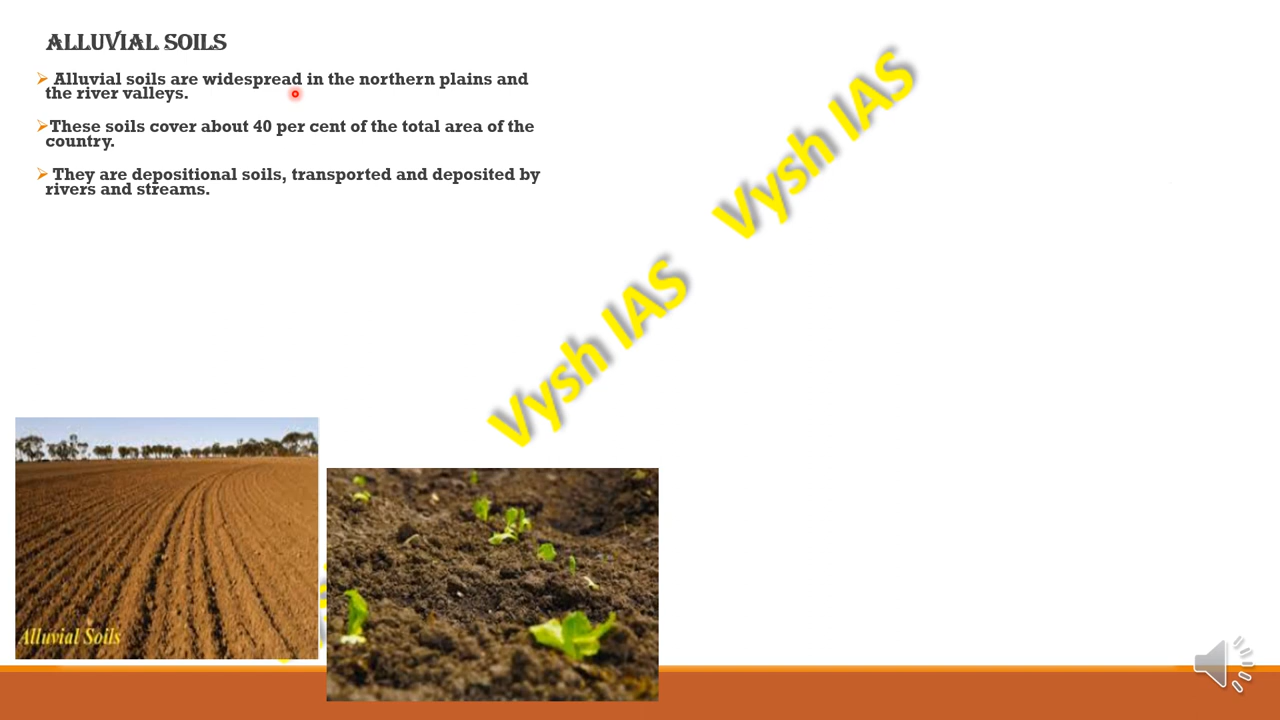 ALLUVIAL SOILS
Alluvial soils are widespread in the northern plains and
the river valleys.
These soils cover about 40 per cent of the total area of the
country.
They are depositional soils, transported and deposited by
rivers and streams.
Vysh IAS
Vysh IAS
Alluvial Soils